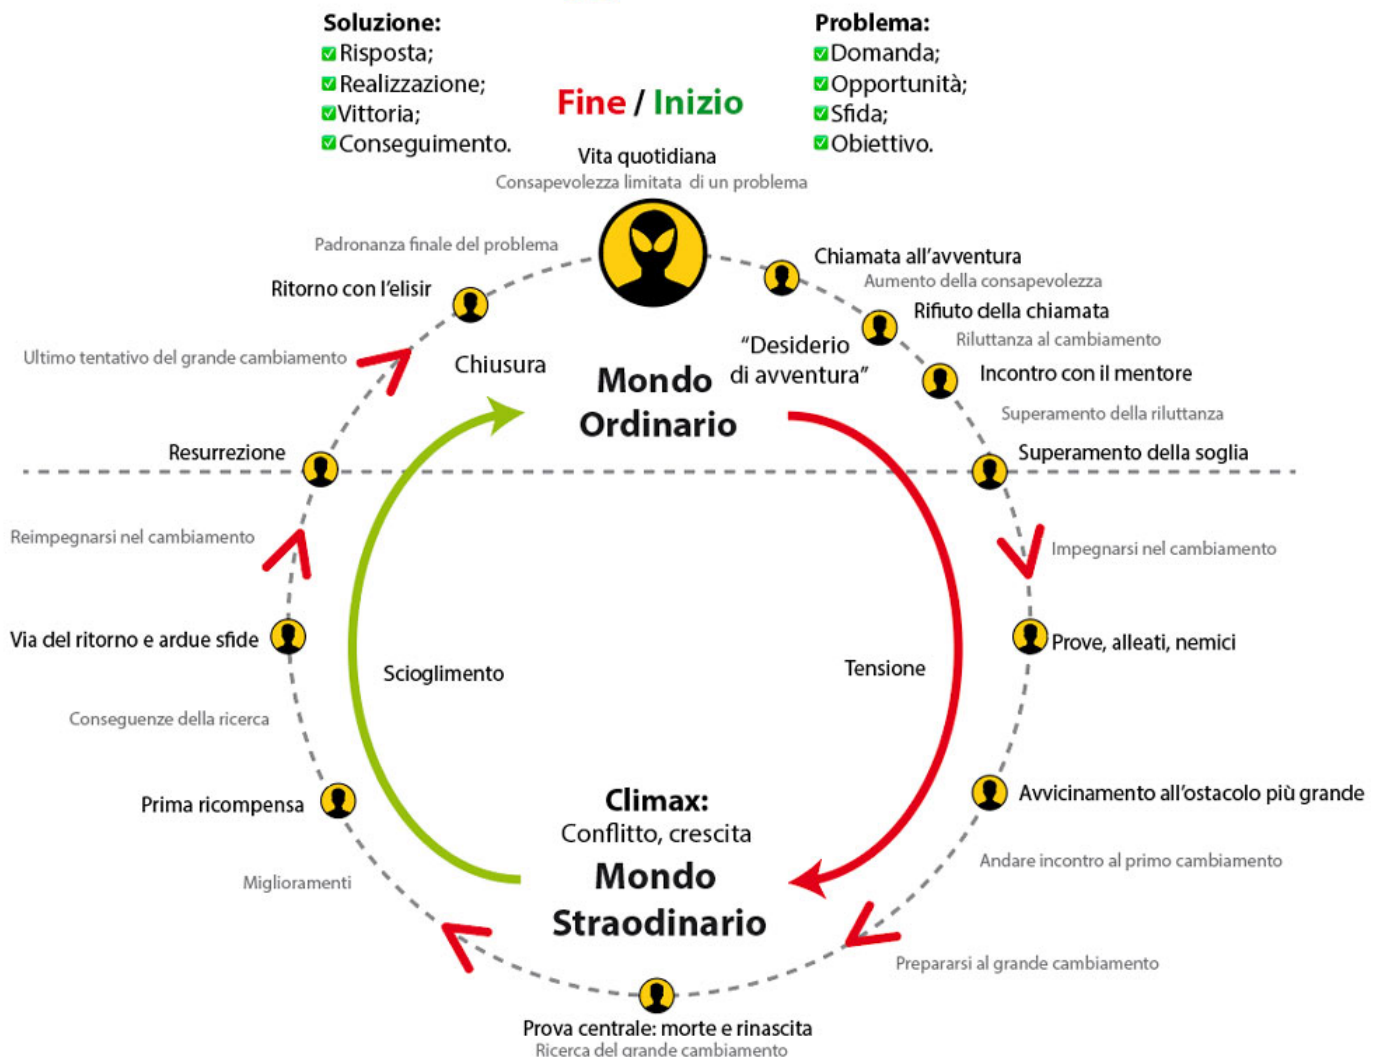 Soluzione:
Risposta;
Realizzazione;
Vittoria;
Conseguimento.
Problema:
Domanda;
Opportunità;
Sfida;
Obiettivo.
Fine / Inizio
Vita quotidiana
Consapevolezza limitata di un problema
Chiamata all’avventura
Aumento della consapevolezza
Rifiuto della chiamata
Riluttanza al cambiamento
Incontro con il mentore
Superamento della riluttanza
Superamento della soglia
Impegnarsi nel cambiamento
Prove, alleati, nemici
Avvicinamento all’ostacolo più grande
Andare incontro al primo cambiamento
Prepararsi al grande cambiamento
Prova centrale: morte e rinascita
Ricerca del grande cambiamento
Miglioramenti
Prima ricompensa
Conseguenze della ricerca
Via del ritorno e ardue sfide
Reimpegnarsi nel cambiamento
Resurrezione
Ultimo tentativo del grande cambiamento
Ritorno con l’elisir
Padronanza finale del problema
Chiusura
Mondo
Ordinario
“Desiderio
di avventura”
Scioglimento
Tensione
Climax:
Conflitto, crescita
Mondo
Straodinario